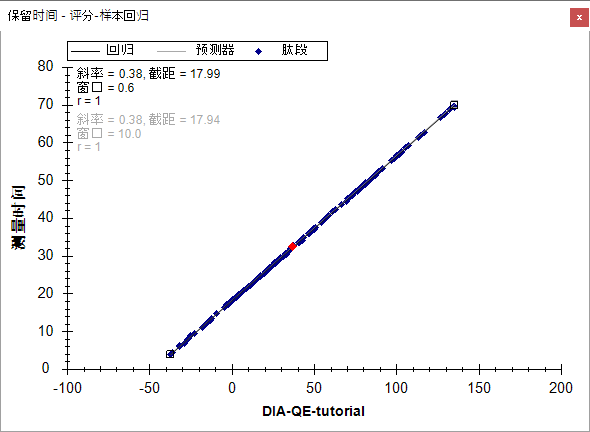 保留时间 - 评分-样本回归
×
回归 预测器 肽段
斜率 = 0.38, 截距 = 17.99
窗口 = 0.6
r = 1
斜率 = 0.38, 截距 = 17.94
窗口 = 10.0
r = 1
80
70
60
50
40
30
20
10
0
测量时间
-100 -50 0 50 100 150 200
DIA-QE-tutorial